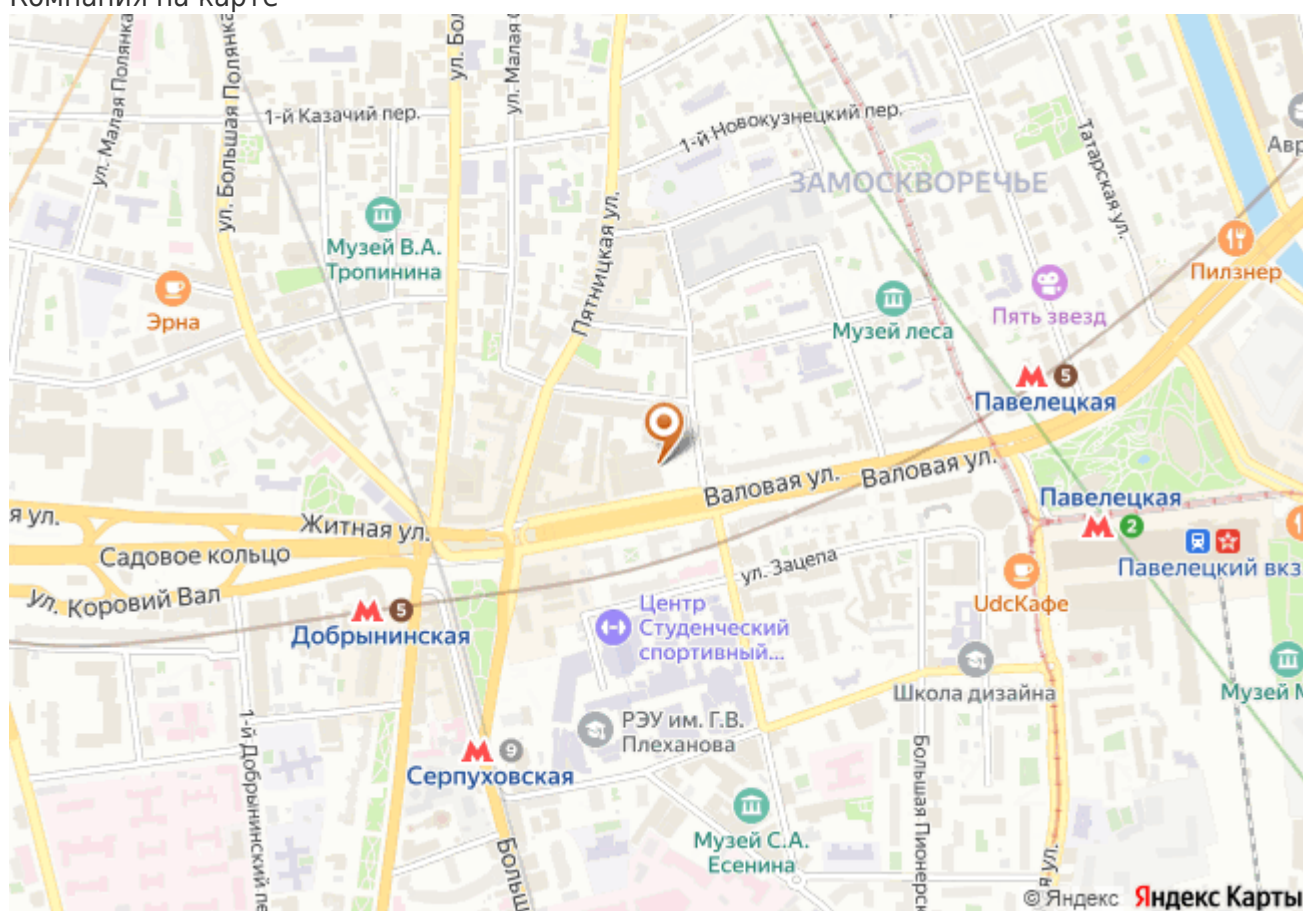 Компания на карте
ул. Малая Полянка
ул. Большая Полянка
1-й Казачий пер.
1-й Новокузнецкий пер.
Татарская ул.
ЗАМОСКВОРЕЧЬЕ
Музей В.А.
Тропинина
Эрна
Пятницкая ул.
Музей леса
Пять звезд
Пилзнер
5
Павелецкая
Валовая ул.
Валовая ул.
Павелецкая
2
Житная ул.
Садовое кольцо
ул. Коровий Вал
ул. Зацепа
Павелецкий вкз
UdcКафе
5
Добрынинская
Центр
Студенческий
спортивный...
Школа дизайна
РЭУ им. Г.В.
Плеханова
9
Серпуховская
1-й Добрынинский пе
Музей С.А.
Есенина
Большая Пионерск
© Яндекс Яндекс Карты